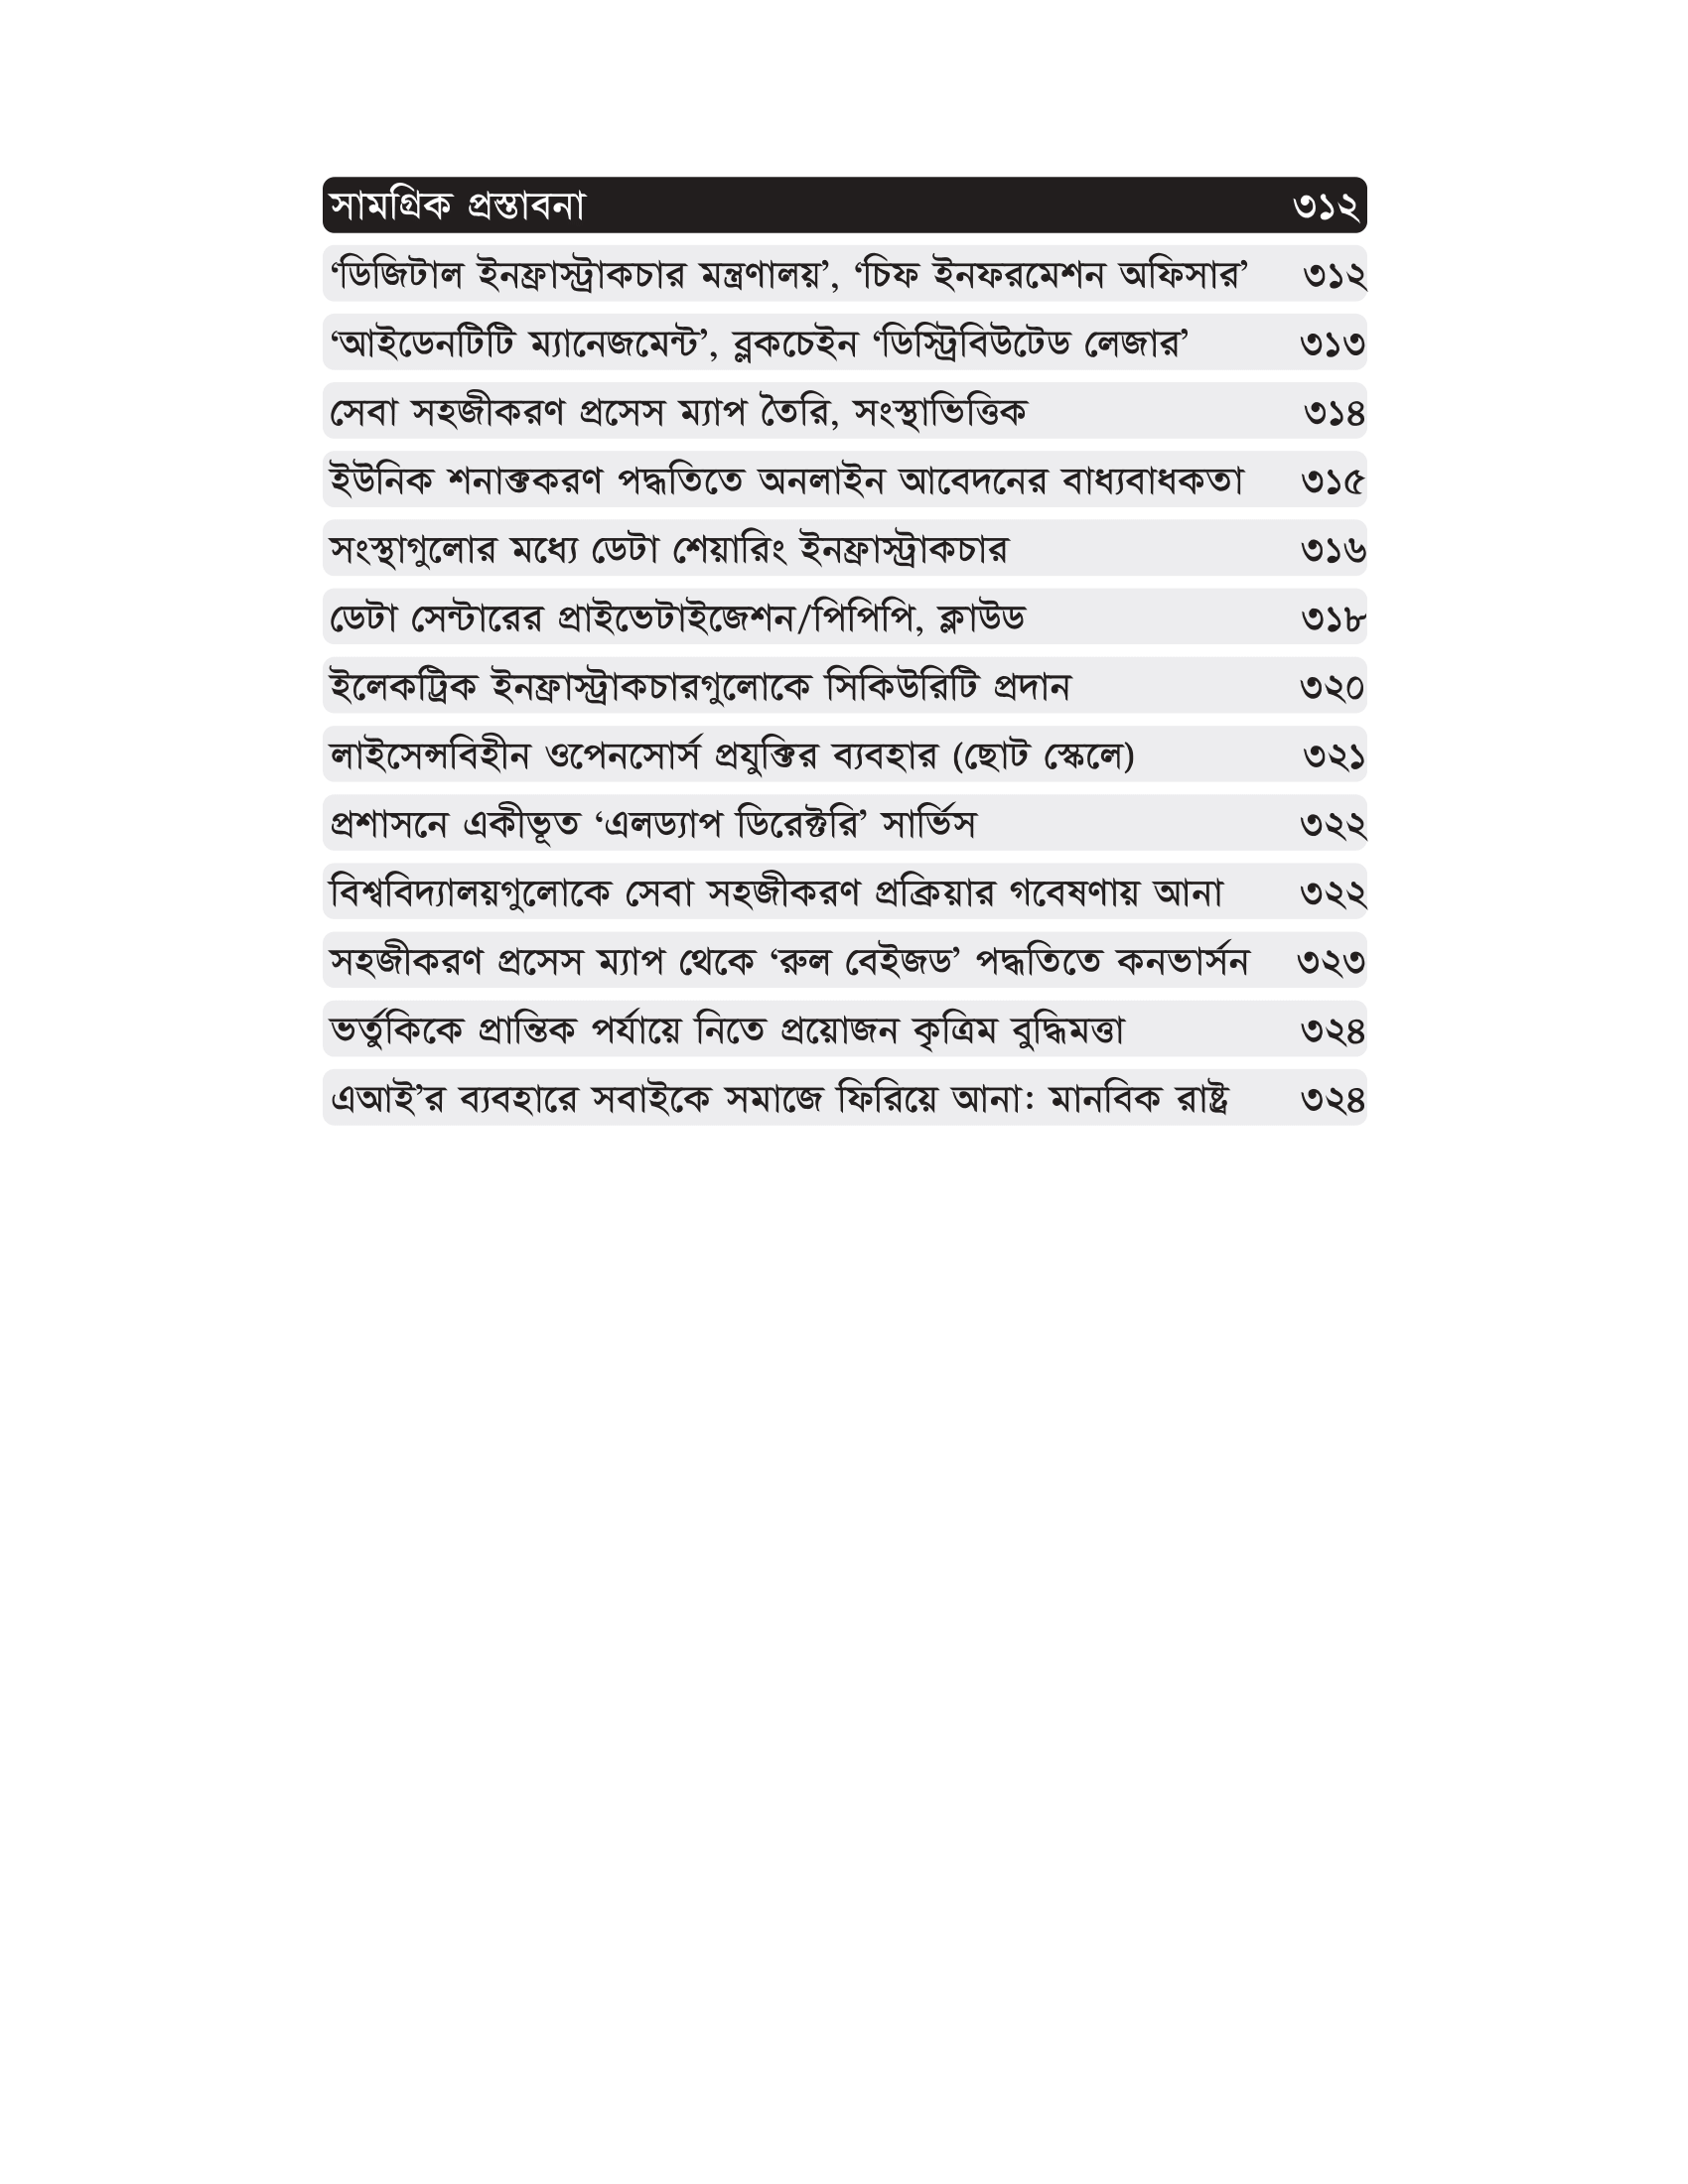 সামগ্রিক প্রস্তাবনা ৩১২
‘ডিজিটাল ইনফ্রাস্ট্রাকচার মন্ত্রণালয়’, ‘চিফ ইনফরমেশন অফিসার’ ৩১২
‘আইডেনটিটি ম্যানেজমেন্ট’, ব্লকচেইন ‘ডিস্ট্রিবিউটেড লেজার’ ৩১৩
সেবা সহজীকরণ প্রসেস ম্যাপ তৈরি, সংস্থাভিত্তিক ৩১৪
ইউনিক শনাক্তকরণ পদ্ধতিতে অনলাইন আবেদনের বাধ্যবাধকতা ৩১৫
সংস্থাগুলোর মধ্যে ডেটা শেয়ারিং ইনফ্রাস্ট্রাকচার ৩১৬
ডেটা সেন্টারের প্রাইভেটাইজেশন/পিপিপি, ক্লাউড ৩১৮
ইলেকট্রিক ইনফ্রাস্ট্রাকচারগুলোকে সিকিউরিটি প্রদান ৩২০
লাইসেন্সবিহীন ওপেনসোর্স প্রযুক্তির ব্যবহার (ছোট স্কেলে) ৩২১
প্রশাসনে একীভূত ‘এলড্যাপ ডিরেক্টরি’ সার্ভিস ৩২২
বিশ্ববিদ্যালয়গুলোকে সেবা সহজীকরণ প্রক্রিয়ার গবেষণায় আনা ৩২২
সহজীকরণ প্রসেস ম্যাপ থেকে ‘রুল বেইজড’ পদ্ধতিতে কনভার্সন ৩২৩
ভর্তুকিকে প্রান্তিক পর্যায়ে নিতে প্রয়োজন কৃত্রিম বুদ্ধিমত্তা ৩২৪
এআই’র ব্যবহারে সবাইকে সমাজে ফিরিয়ে আনা: মানবিক রাষ্ট্র ৩২৪